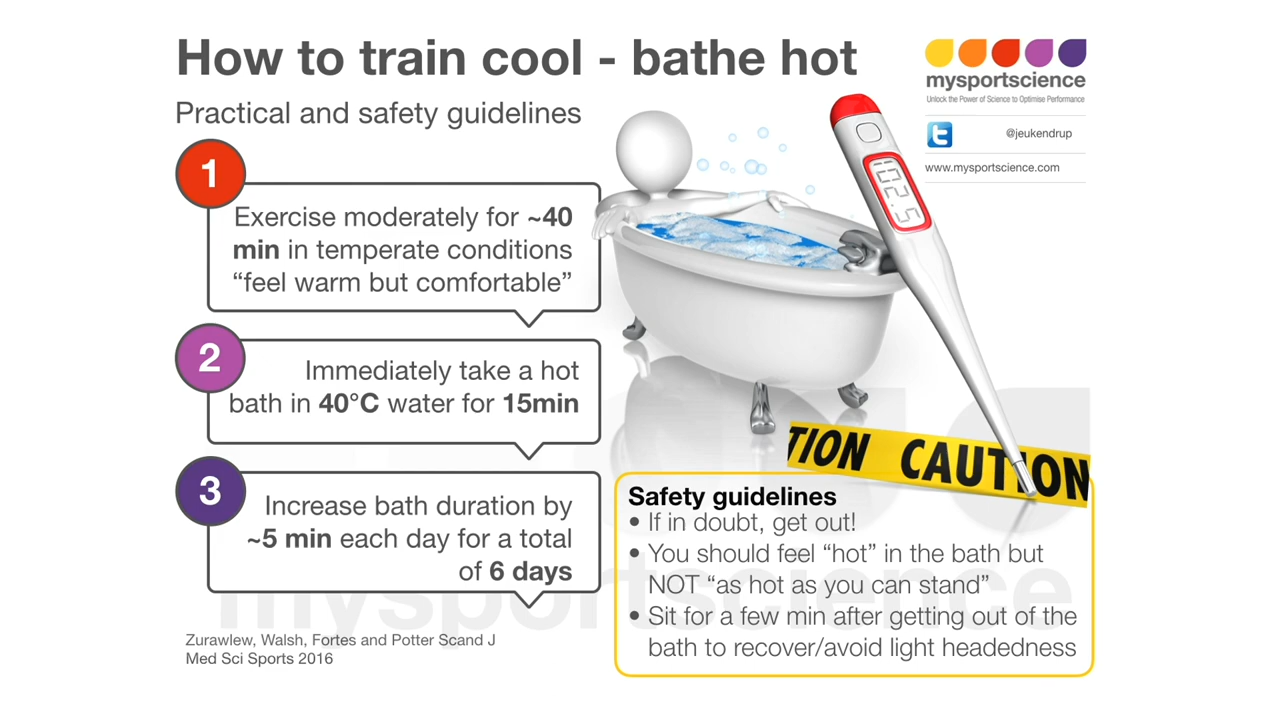 How to train cool - bathe hot
Practical and safety guidelines
mysportscience
Unlock the Power of Science to Optimise Performance
@jeukendrup
www.mysportscience.com
1
Exercise moderately for ~40
min in temperate conditions
“feel warm but comfortable”
2
Immediately take a hot
bath in 40°C water for 15min
3
Increase bath duration by
~5 min each day for a total
of 6 days
102.5
TION CAUTION
Safety guidelines
• If in doubt, get out!
• You should feel “hot” in the bath but
NOT “as hot as you can stand”
• Sit for a few min after getting out of the
bath to recover/avoid light headedness
Zurawlew, Walsh, Fortes and Potter Scand J
Med Sci Sports 2016
mysportscience